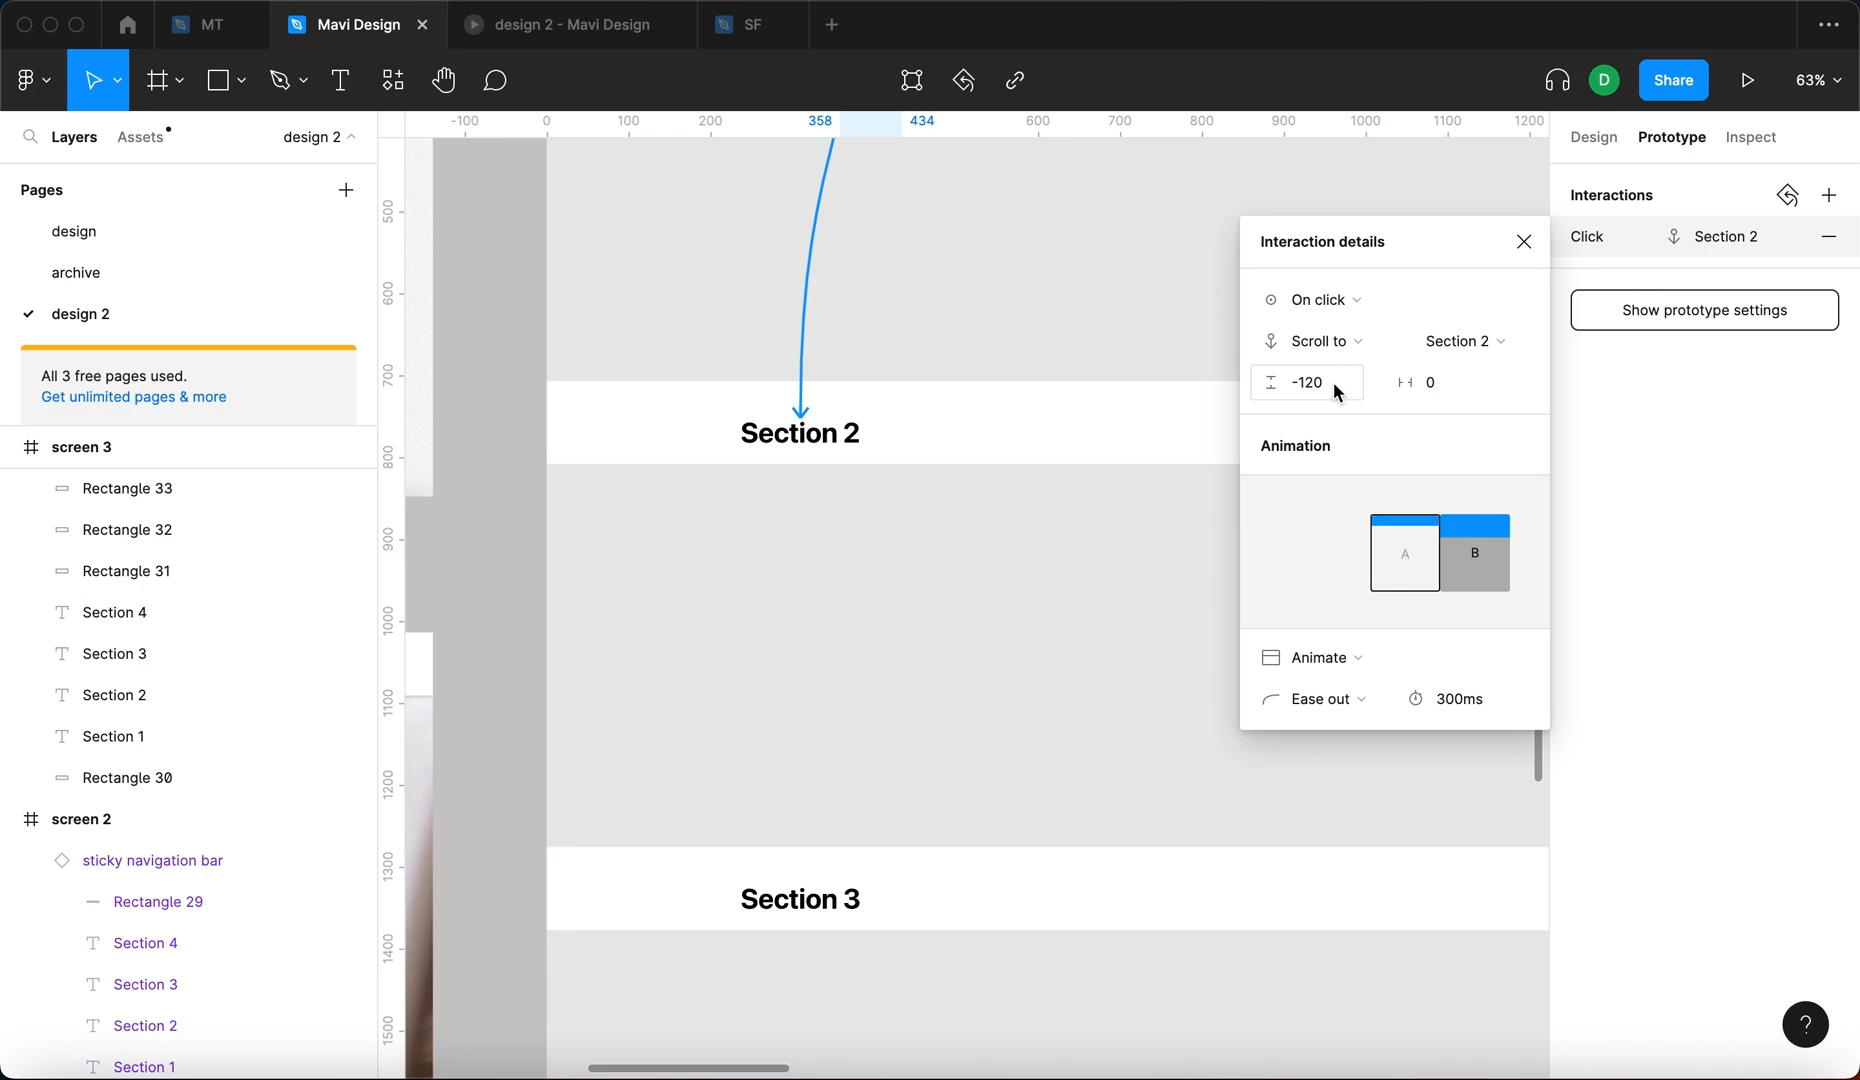 MT
Mavi Design
design 2 - Mavi Design
SF
D
Share
63%
Layers
Assets
design 2
-100
0
100
200
358
434
600
700
800
900
1000
1100
1200
Design
Prototype
Inspect
Pages
design
archive
design 2
All 3 free pages used.
Get unlimited pages & more
screen 3
Rectangle 33
Rectangle 32
Rectangle 31
Section 4
Section 3
Section 2
Section 1
Rectangle 30
screen 2
sticky navigation bar
Rectangle 29
Section 4
Section 3
Section 2
Section 1
500
600
700
800
900
1000
1100
1200
1300
1400
1500
Section 2
Section 3
Interaction details
On click
Scroll to
Section 2
-120
0
Animation
A
B
Animate
Ease out
300ms
Interactions
Click
Section 2
Show prototype settings
?